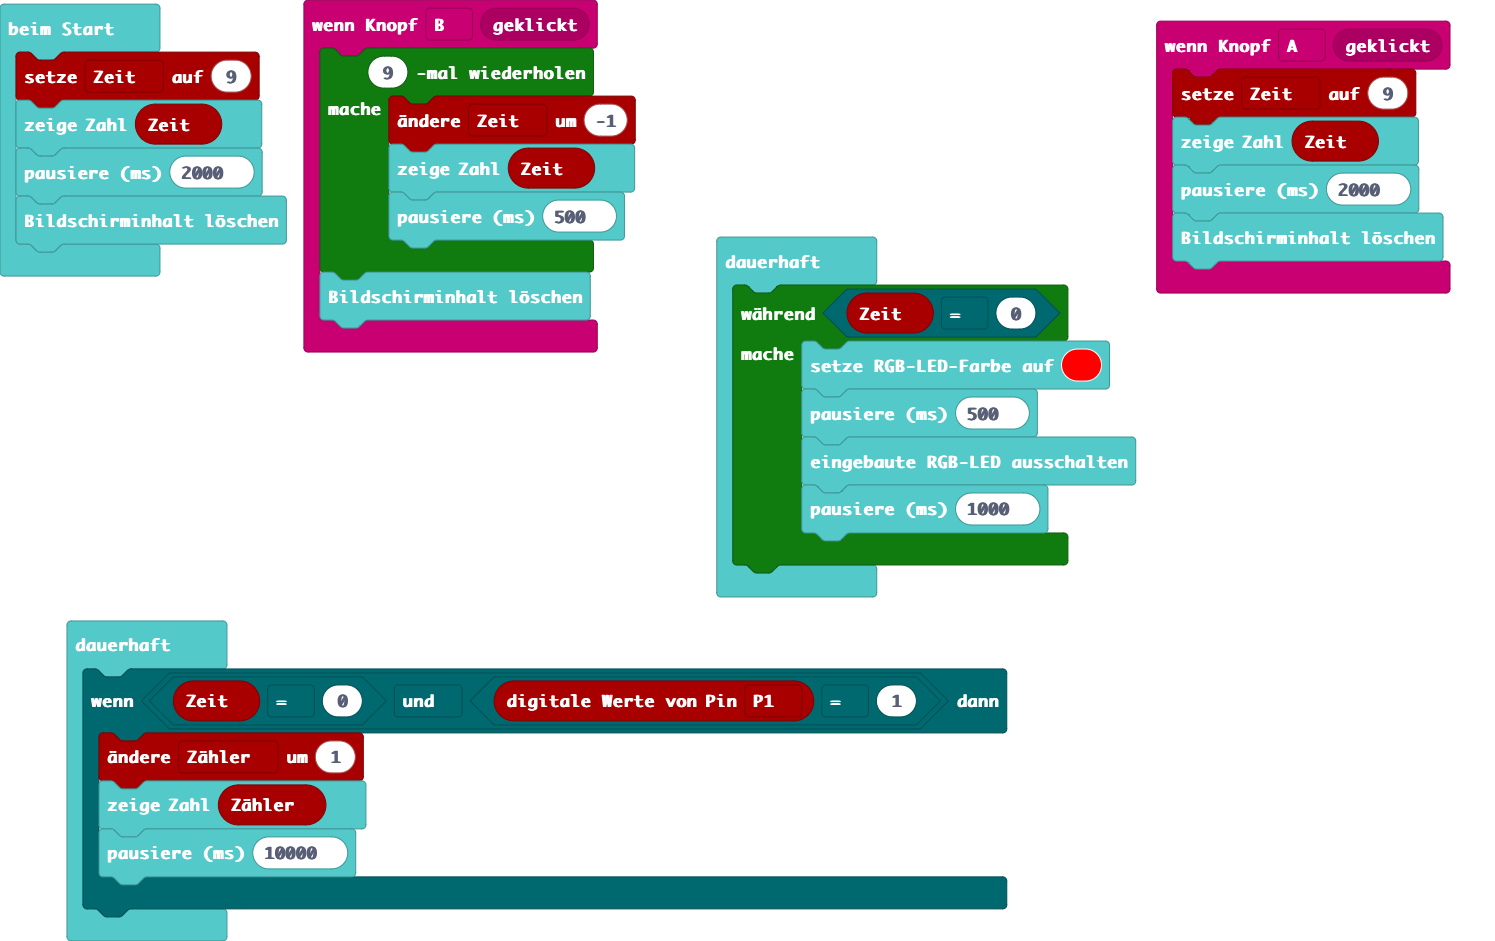 beim Start
setze Zeit auf 9
zeige Zahl Zeit
pausiere (ms) 2000
Bildschirminhalt löschen
wenn Knopf B geklickt
9 -mal wiederholen
mache
ändere Zeit um -1
zeige Zahl Zeit
pausiere (ms) 500
Bildschirminhalt löschen
wenn Knopf A geklickt
setze Zeit auf 9
zeige Zahl Zeit
pausiere (ms) 2000
Bildschirminhalt löschen
dauerhaft
während Zeit = 0
mache
setze RGB-LED-Farbe auf
pausiere (ms) 500
eingebaute RGB-LED ausschalten
pausiere (ms) 1000
dauerhaft
wenn Zeit = 0 und digitale Werte von Pin P1 = 1 dann
ändere Zähler um 1
zeige Zahl Zähler
pausiere (ms) 10000